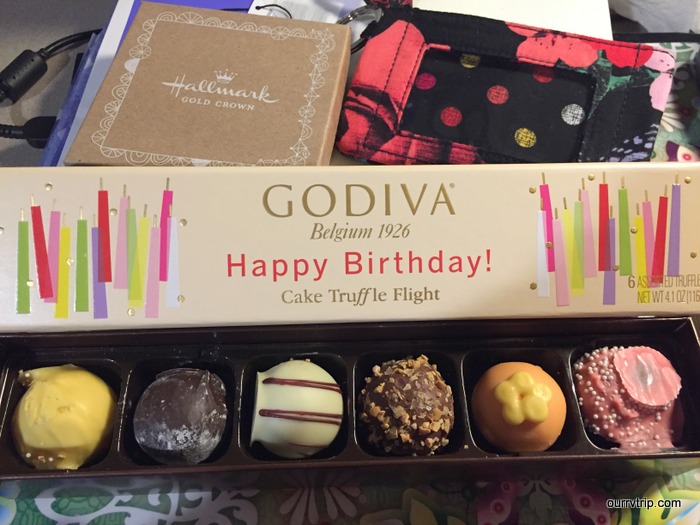 Hallmark
GOLD CROWN
GODIVA
Belgium 1926
Happy Birthday!
Cake Truffle Flight
6 ASSORTED TRUFFLE
NET WT 4.1 OZ
ourrvtrip.com